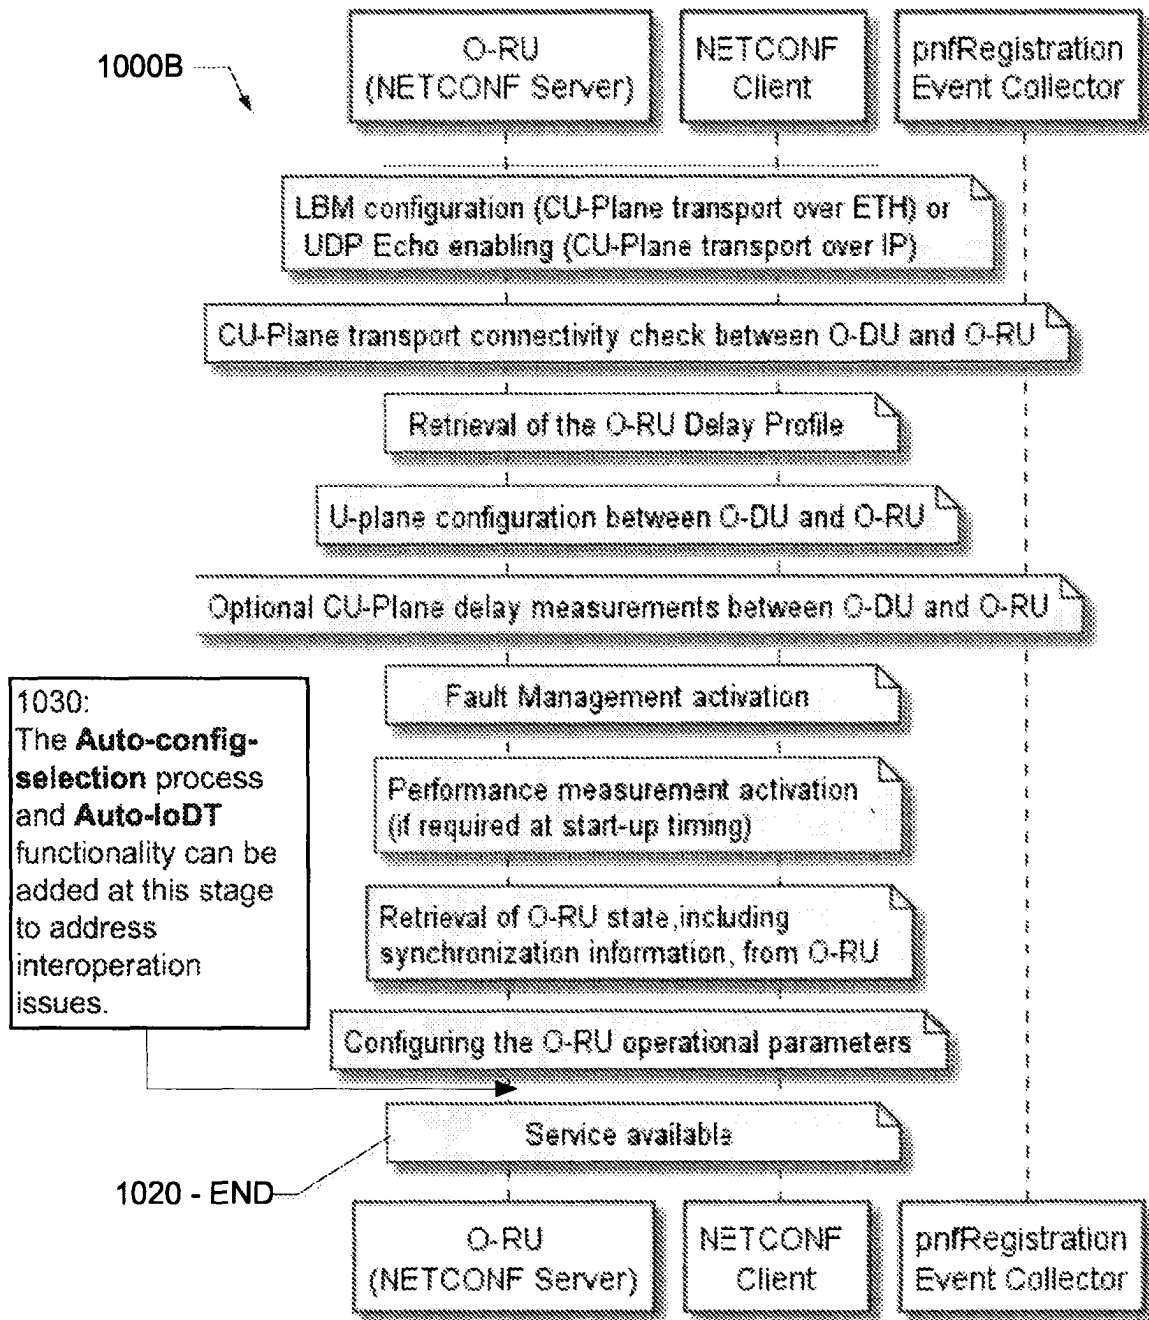 1000B
O-RU
(NETCONF Server)
NETCONF
Client
pnfRegistration
Event Collector
LBM configuration (CU-Plane transport over ETH) or
UDP Echo enabling (CU-Plane transport over IP)
CU-Plane transport connectivity check between O-DU and O-RU
Retrieval of the O-RU Delay Profile
U-plane configuration between O-DU and O-RU
Optional CU-Plane delay measurements between O-DU and O-RU
Fault Management activation
1030:
The Auto-config-
selection process
and Auto-IoDT
functionality can be
added at this stage
to address
interoperation
issues.
Performance measurement activation
(if required at start-up timing)
Retrieval of O-RU state,including
synchronization information, from O-RU
Configuring the O-RU operational parameters
Service available
1020 - END
O-RU
(NETCONF Server)
NETCONF
Client
pnfRegistration
Event Collector